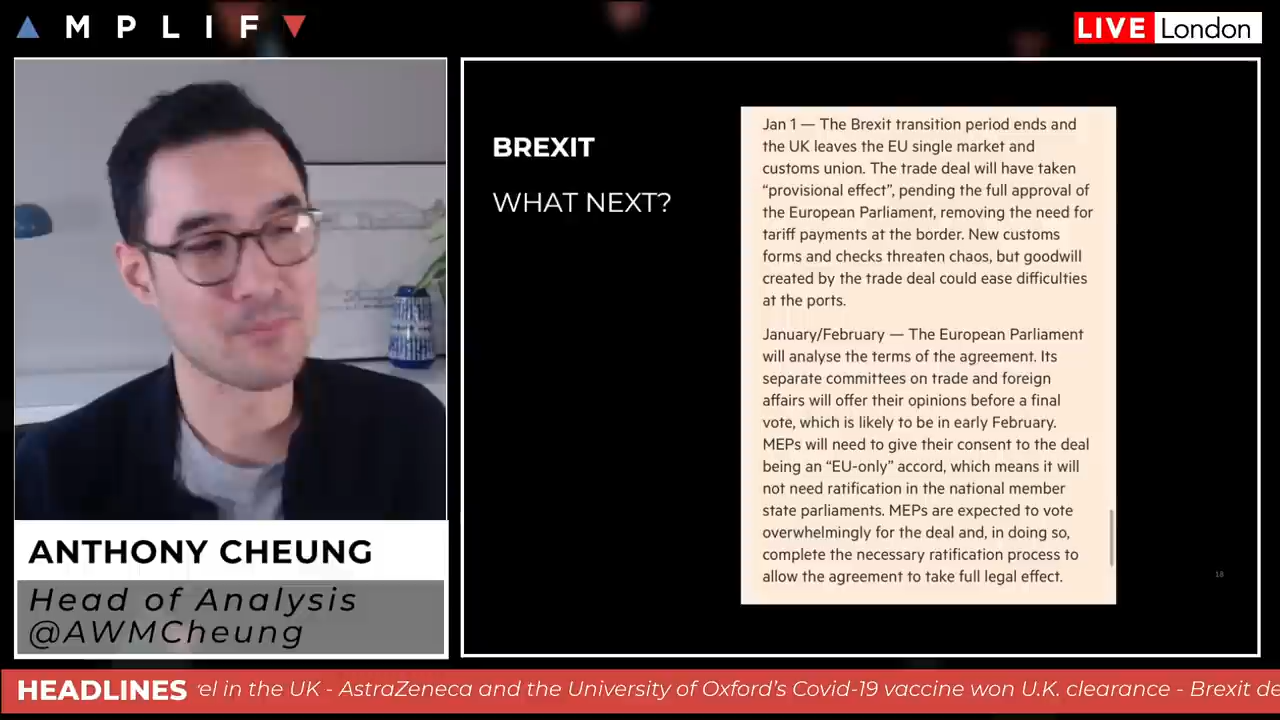 AMPLIFY
LIVE London
BREXIT
WHAT NEXT?
Jan 1 — The Brexit transition period ends and
the UK leaves the EU single market and
customs union. The trade deal will have taken
“provisional effect”, pending the full approval of
the European Parliament, removing the need for
tariff payments at the border. New customs
forms and checks threaten chaos, but goodwill
created by the trade deal could ease difficulties
at the ports.
January/February — The European Parliament
will analyse the terms of the agreement. Its
separate committees on trade and foreign
affairs will offer their opinions before a final
vote, which is likely to be in early February.
MEPs will need to give their consent to the deal
being an “EU-only” accord, which means it will
not need ratification in the national member
state parliaments. MEPs are expected to vote
overwhelmingly for the deal and, in doing so,
complete the necessary ratification process to
allow the agreement to take full legal effect.
18
ANTHONY CHEUNG
Head of Analysis
@AWMCheung
HEADLINES in the UK - AstraZeneca and the University of Oxford’s Covid-19 vaccine won U.K. clearance - Brexit